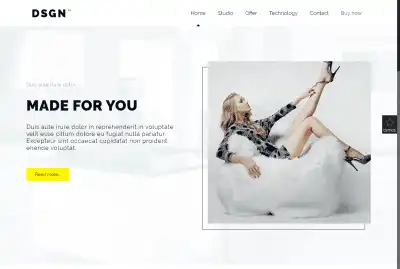 DSGN™
Home Studio Offer Technology Contact Buy now
Duis aute irure dolor
MADE FOR YOU
Duis aute irure dolor in reprehenderit in voluptate
velit esse cillum dolore eu fugiat nulla pariatur.
Excepteur sint occaecat cupidatat non proident
enende voluptat.
Read more...